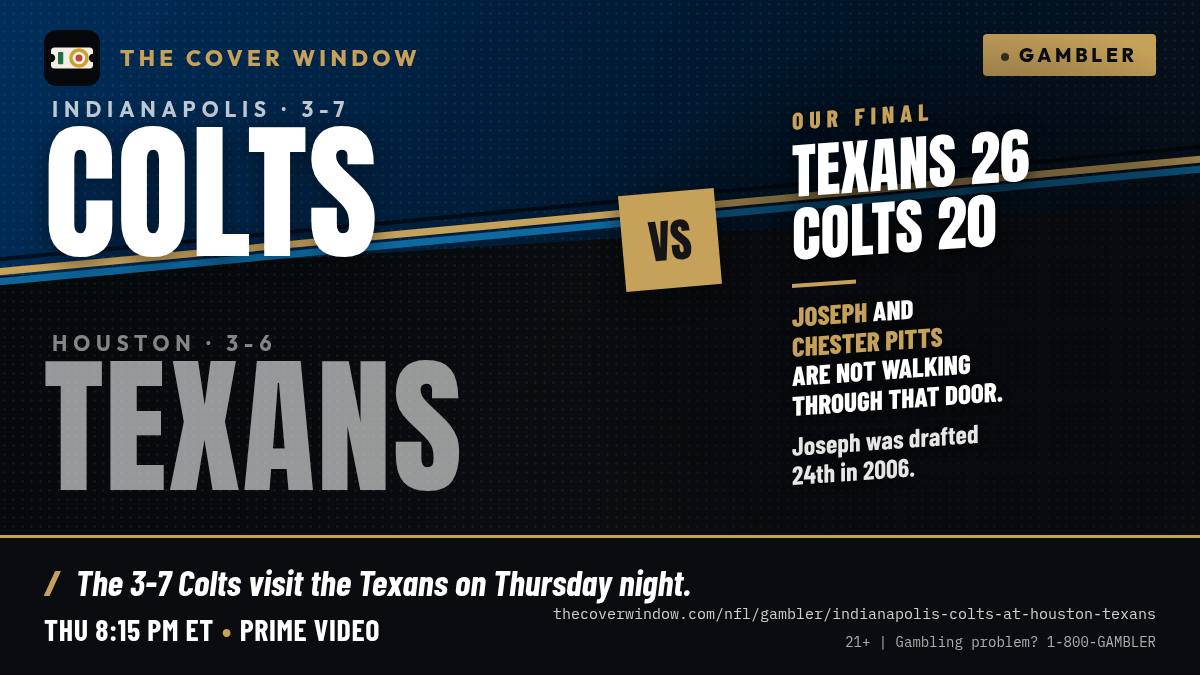 THE COVER WINDOW
• GAMBLER
INDIANAPOLIS · 3-7
COLTS
VS
HOUSTON · 3-6
TEXANS
OUR FINAL
TEXANS 26
COLTS 20
JOSEPH AND
CHESTER PITTS
ARE NOT WALKING
THROUGH THAT DOOR.
Joseph was drafted
24th in 2006.
/ The 3-7 Colts visit the Texans on Thursday night.
THU 8:15 PM ET • PRIME VIDEO
thecoverwindow.com/nfl/gambler/indianapolis-colts-at-houston-texans
21+ | Gambling problem? 1-800-GAMBLER